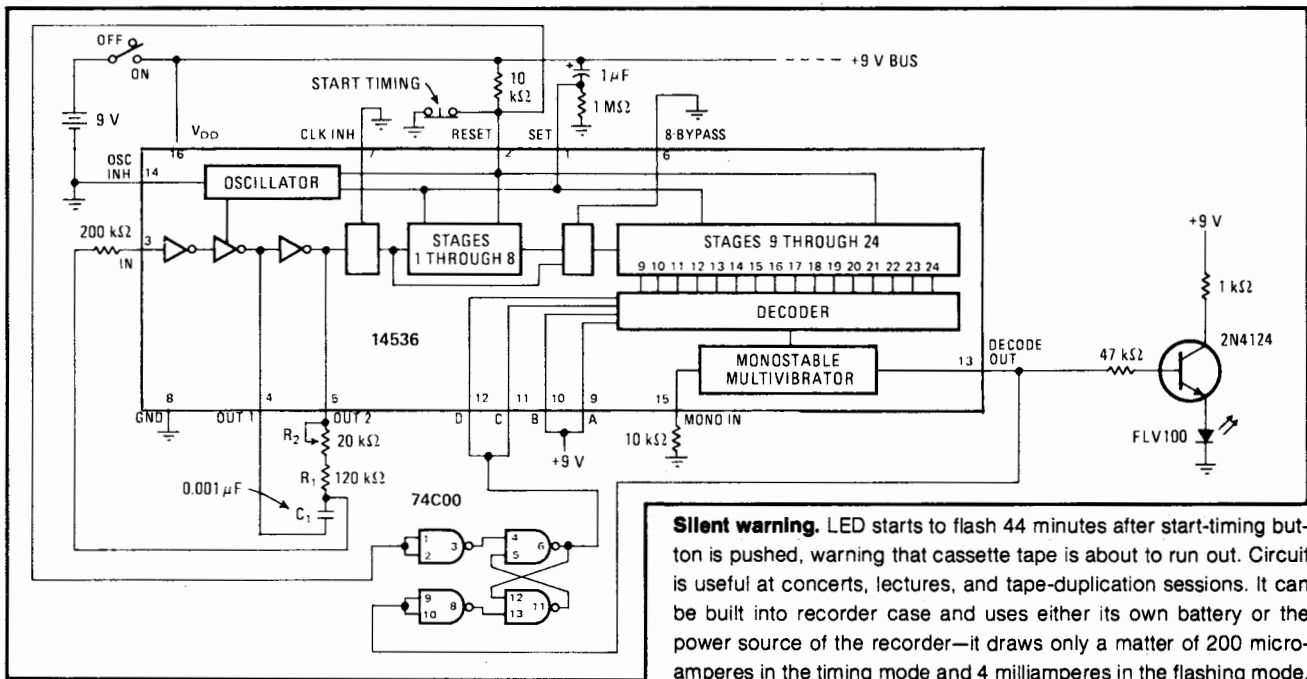 OFF
ON
9 V
START TIMING
10 kΩ
1 µF
1 MΩ
+9 V BUS
V_DD
16
CLK INH
7
RESET
2
SET
1
8-BYPASS
6
OSC INH
14
OSCILLATOR
200 kΩ
3
IN
STAGES 1 THROUGH 8
STAGES 9 THROUGH 24
9 10 11 12 13 14 15 16 17 18 19 20 21 22 23 24
DECODER
14536
MONOSTABLE MULTIVIBRATOR
13
DECODE OUT
47 kΩ
+9 V
1 kΩ
2N4124
FLV100
8
GND
4
OUT 1
5
OUT 2
12
D
11
C
10
B
9
A
15
MONO IN
R2
20 kΩ
R1
120 kΩ
0.001 µF
C1
+9 V
10 kΩ
74C00
1
2
3
4
5
6
9
10
8
12
13
11
Silent warning. LED starts to flash 44 minutes after start-timing but-
ton is pushed, warning that cassette tape is about to run out. Circuit
is useful at concerts, lectures, and tape-duplication sessions. It can
be built into recorder case and uses either its own battery or the
power source of the recorder—it draws only a matter of 200 micro-
amperes in the timing mode and 4 milliamperes in the flashing mode.